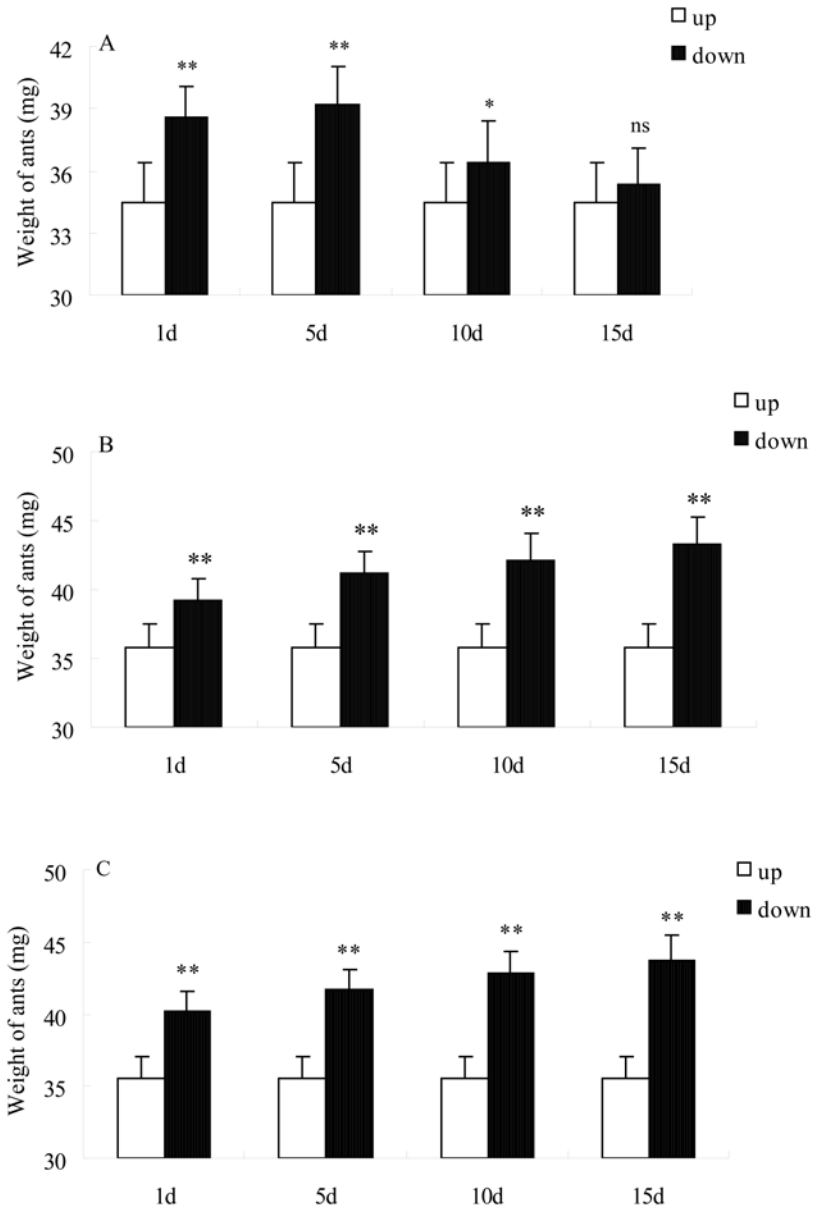 up
down
A
Weight of ants (mg)
42
39
36
33
30
**
**
*
ns
1d 5d 10d 15d
up
down
B
Weight of ants (mg)
50
45
40
35
30
**
**
**
**
1d 5d 10d 15d
up
down
C
Weight of ants (mg)
50
45
40
35
30
**
**
**
**
1d 5d 10d 15d